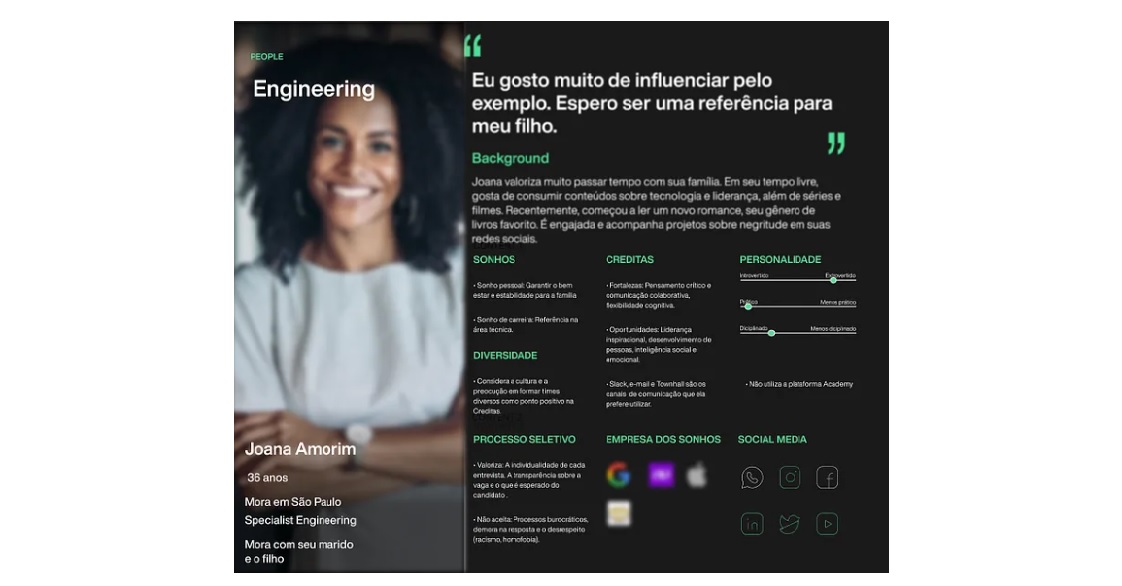 PEOPLE
Engineering
Joana Amorim
36 anos
Mora em São Paulo
Specialist Engineering
Mora com seu marido
e o filho
“
Eu gosto muito de influenciar pelo
exemplo. Espero ser uma referência para
meu filho.
”
Background
Joana valoriza muito passar tempo com sua família. Em seu tempo livre,
gosta de consumir conteúdos sobre tecnologia e liderança, além de séries e
filmes. Recentemente, começou a ler um novo romance, seu gênero de
livros favorito. É engajada e acompanha projetos sobre negritude em suas
redes sociais.
SONHOS
• Sonho pessoal: Garantir o bem
estar e estabilidade para a família
• Sonho de carreira: Referência na
área tecnica.
DIVERSIDADE
• Considera a cultura e a
preocução em formar times
diversos como ponto positivo na
Creditas.
CREDITAS
• Fortalezas: Pensamento crítico e
comunicação colaborativa,
flexibilidade cognitiva.
• Oportunidades: Liderança
inspiracional, desenvolvimento de
pessoas, inteligência social e
emocional.
• Slack, e-mail e Townhall são os
canais de comunicação que ela
prefere utilizar.
PERSONALIDADE
Introvertido Extrovertido
Prático Menos prático
Diciplinado Menos diciplinado
• Não utiliza a plataforma Academy
PROCESSO SELETIVO
• Valoriza: A individualidade de cada
entrevista. A transparência sobre a
vaga e o que é esperado do
candidato .
• Não aceita: Processos burocráticos,
demora na resposta e o desrespeito
(racismo, homofobia).
EMPRESA DOS SONHOS
SOCIAL MEDIA